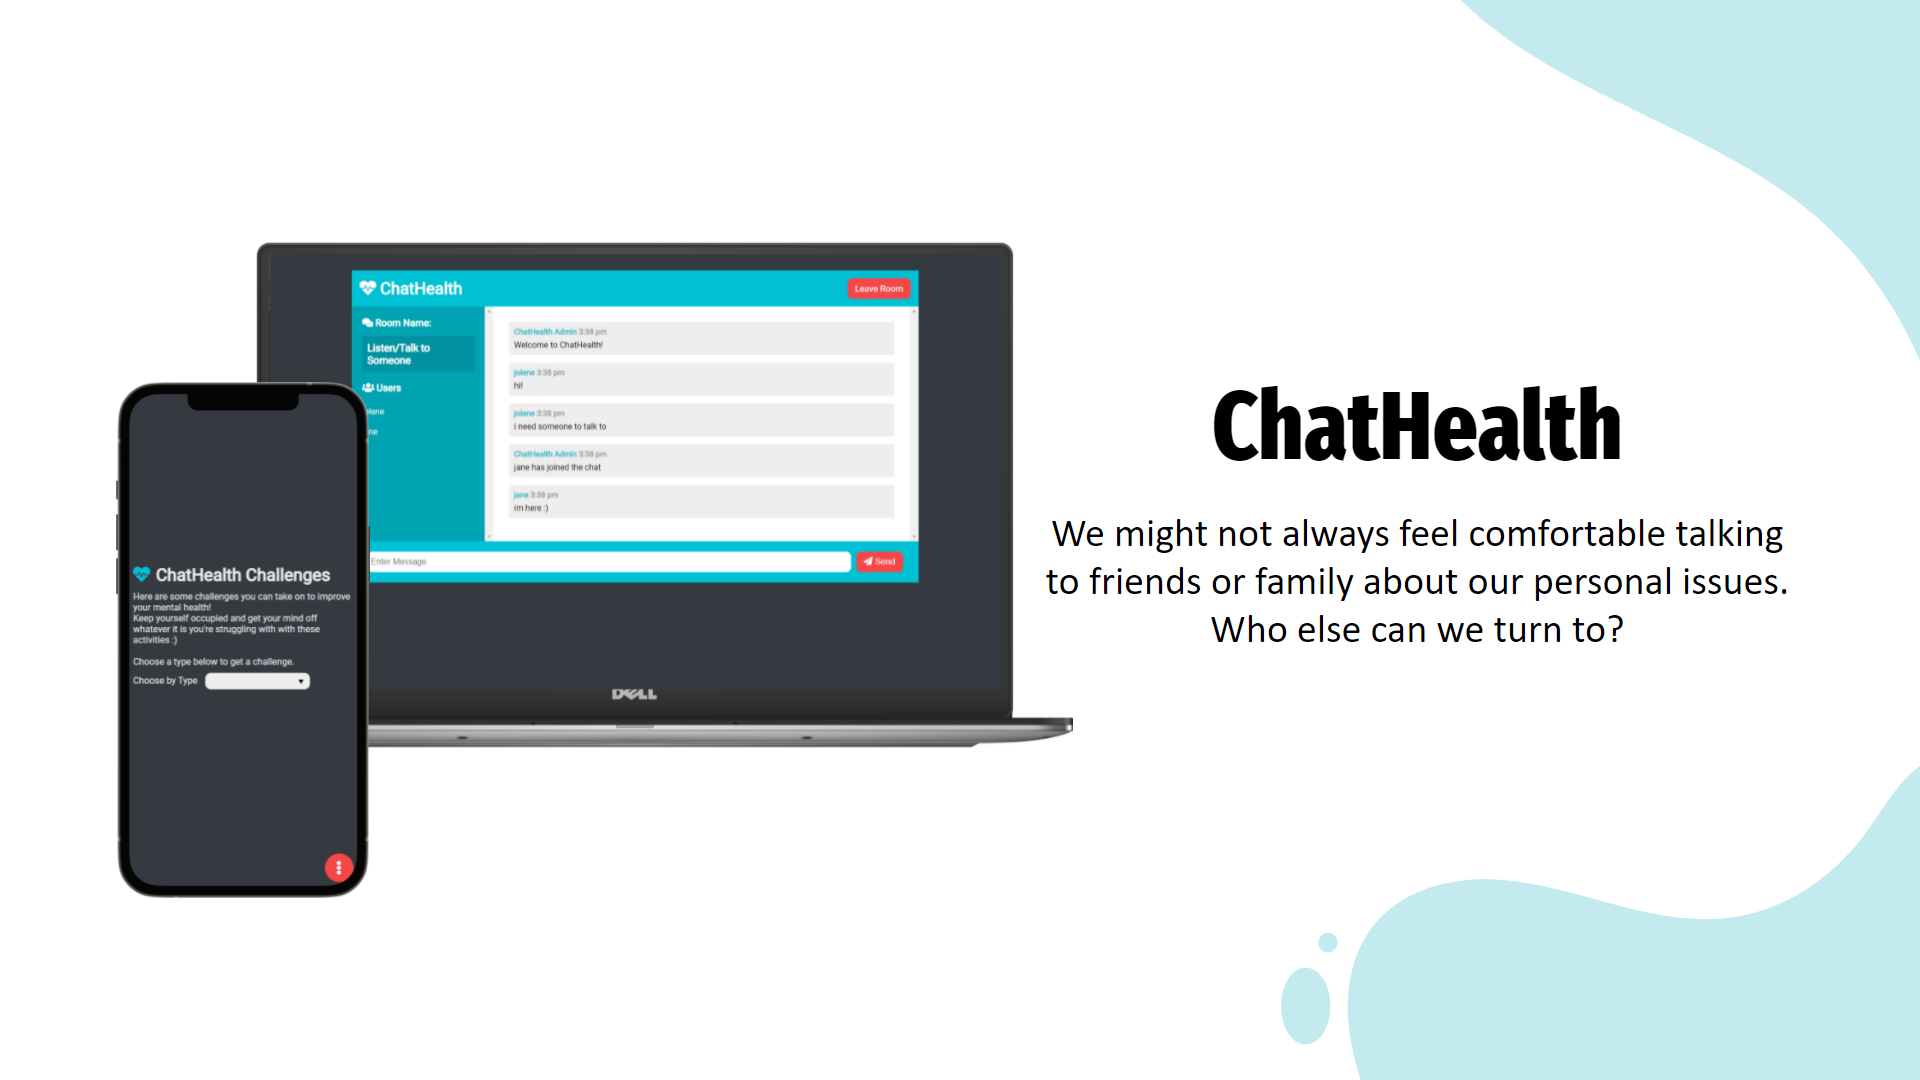 ChatHealth
Leave Room
Room Name:
Listen/Talk to
Someone
Users
ChatHealth Admin 3:38 pm
Welcome to ChatHealth!
jolene 3:38 pm
hi!
jolene 3:38 pm
i need someone to talk to
ChatHealth Admin 3:38 pm
jane has joined the chat
jane 3:38 pm
im here :)
Enter Message
Send
DELL
ChatHealth Challenges
Here are some challenges you can take on to improve
your mental health!
Keep yourself occupied and get your mind off
whatever it is you're struggling with with these
activities :)
Choose a type below to get a challenge.
Choose by Type
ChatHealth
We might not always feel comfortable talking
to friends or family about our personal issues.
Who else can we turn to?